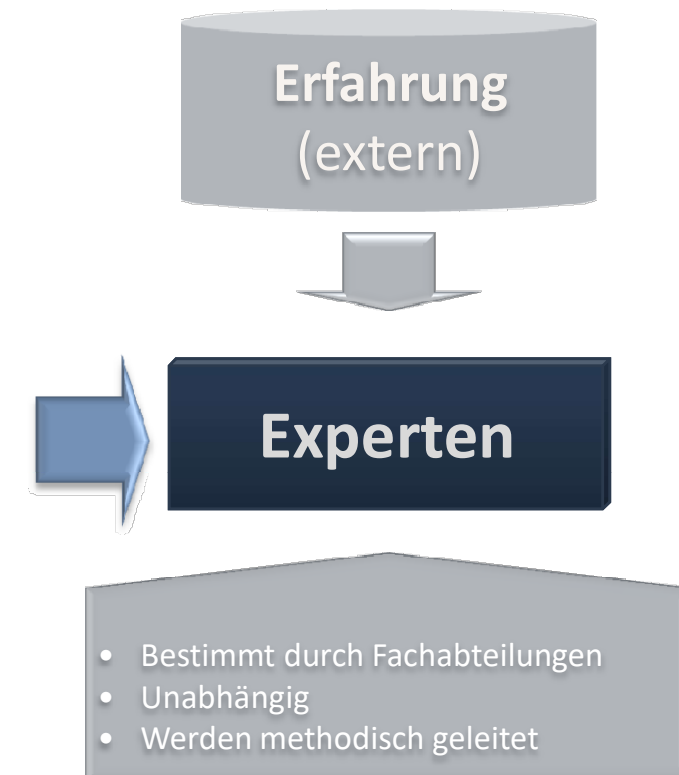 Erfahrung
(extern)
Experten
• Bestimmt durch Fachabteilungen
• Unabhängig
• Werden methodisch geleitet